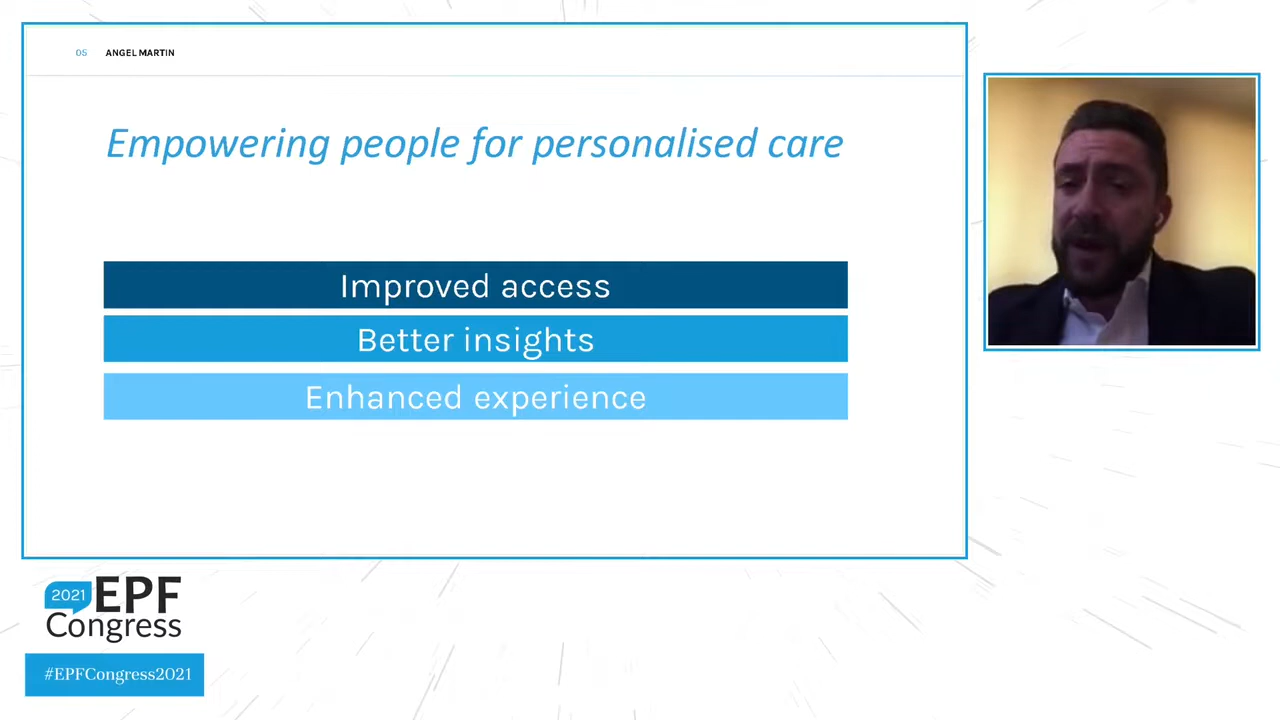 05 ANGEL MARTIN
Empowering people for personalised care
Improved access
Better insights
Enhanced experience
2021 EPF
Congress
#EPFCongress2021